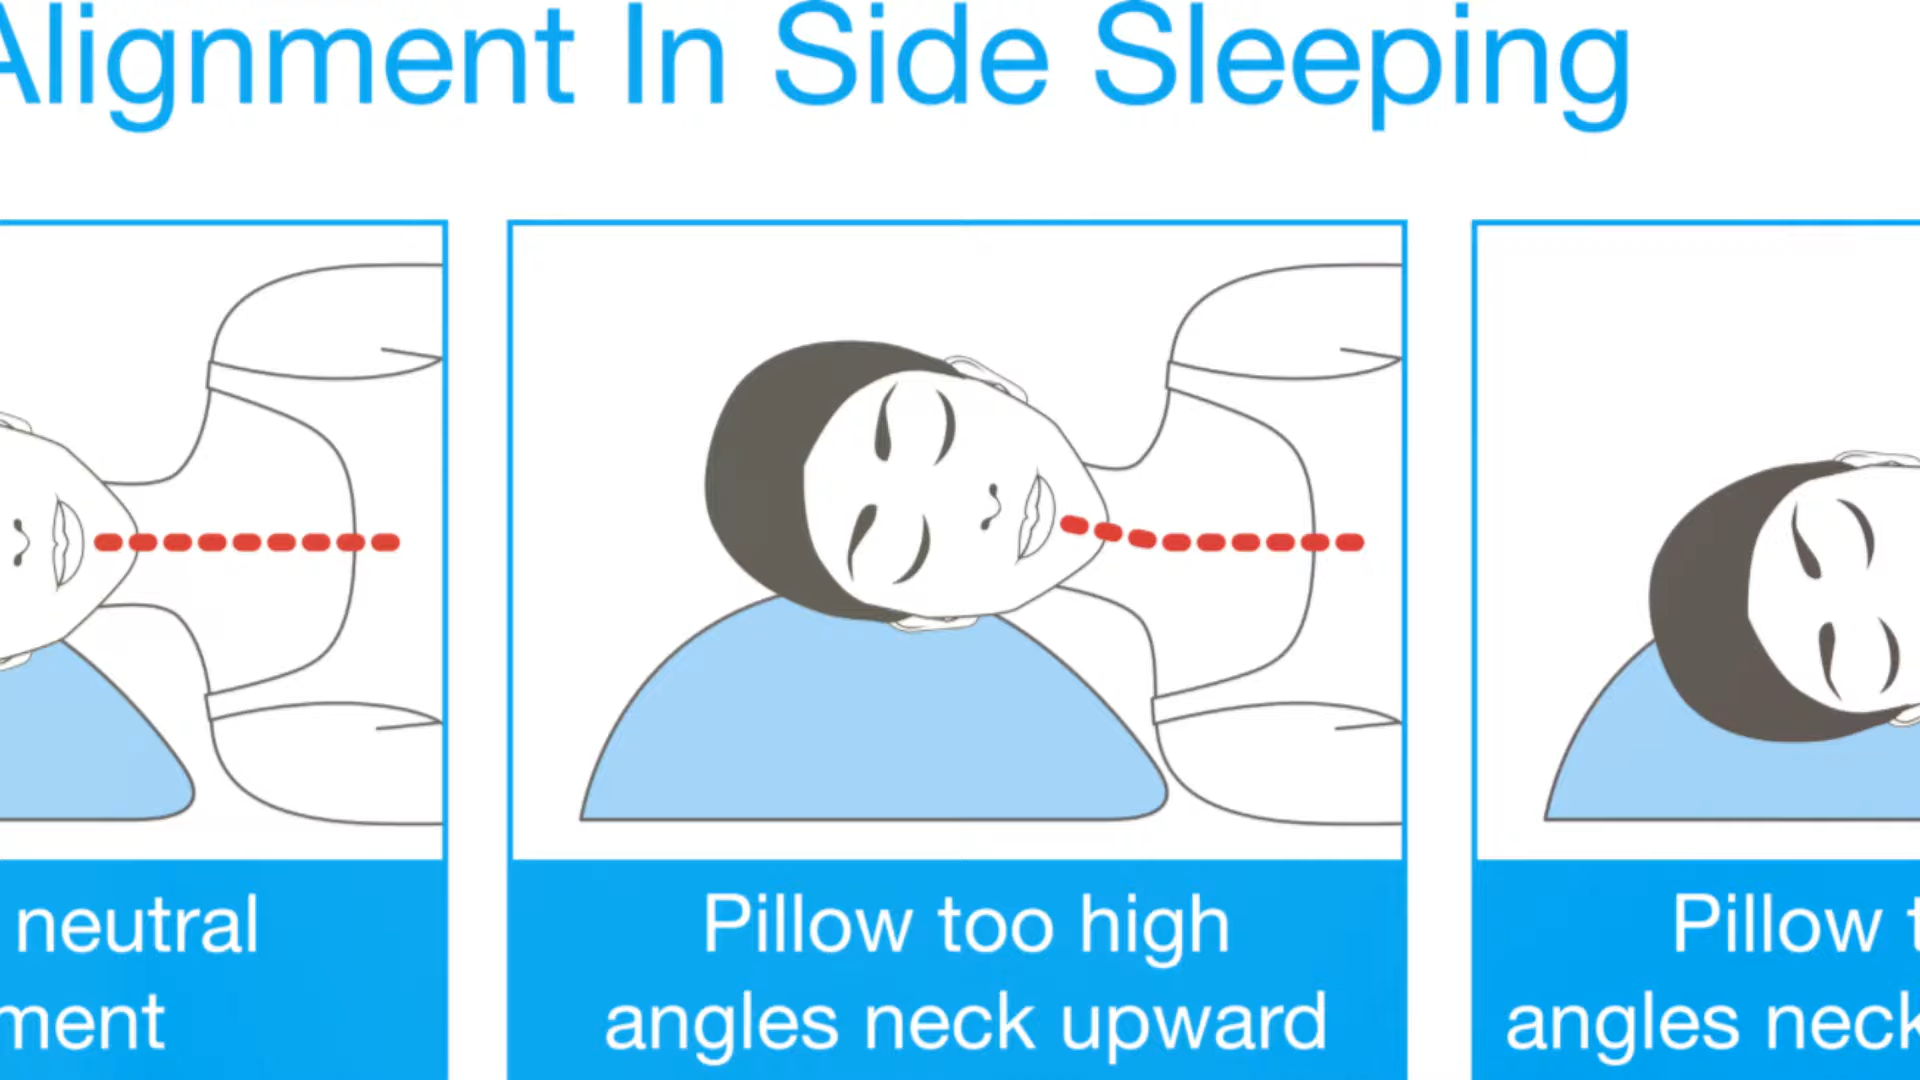 Alignment In Side Sleeping
neutral
ment
Pillow too high
angles neck upward
Pillow t
angles neck